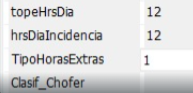 topeHrsDia 12
hrsDiaIncidencia 12
TipoHorasExtras 1
Clasif_Chofer